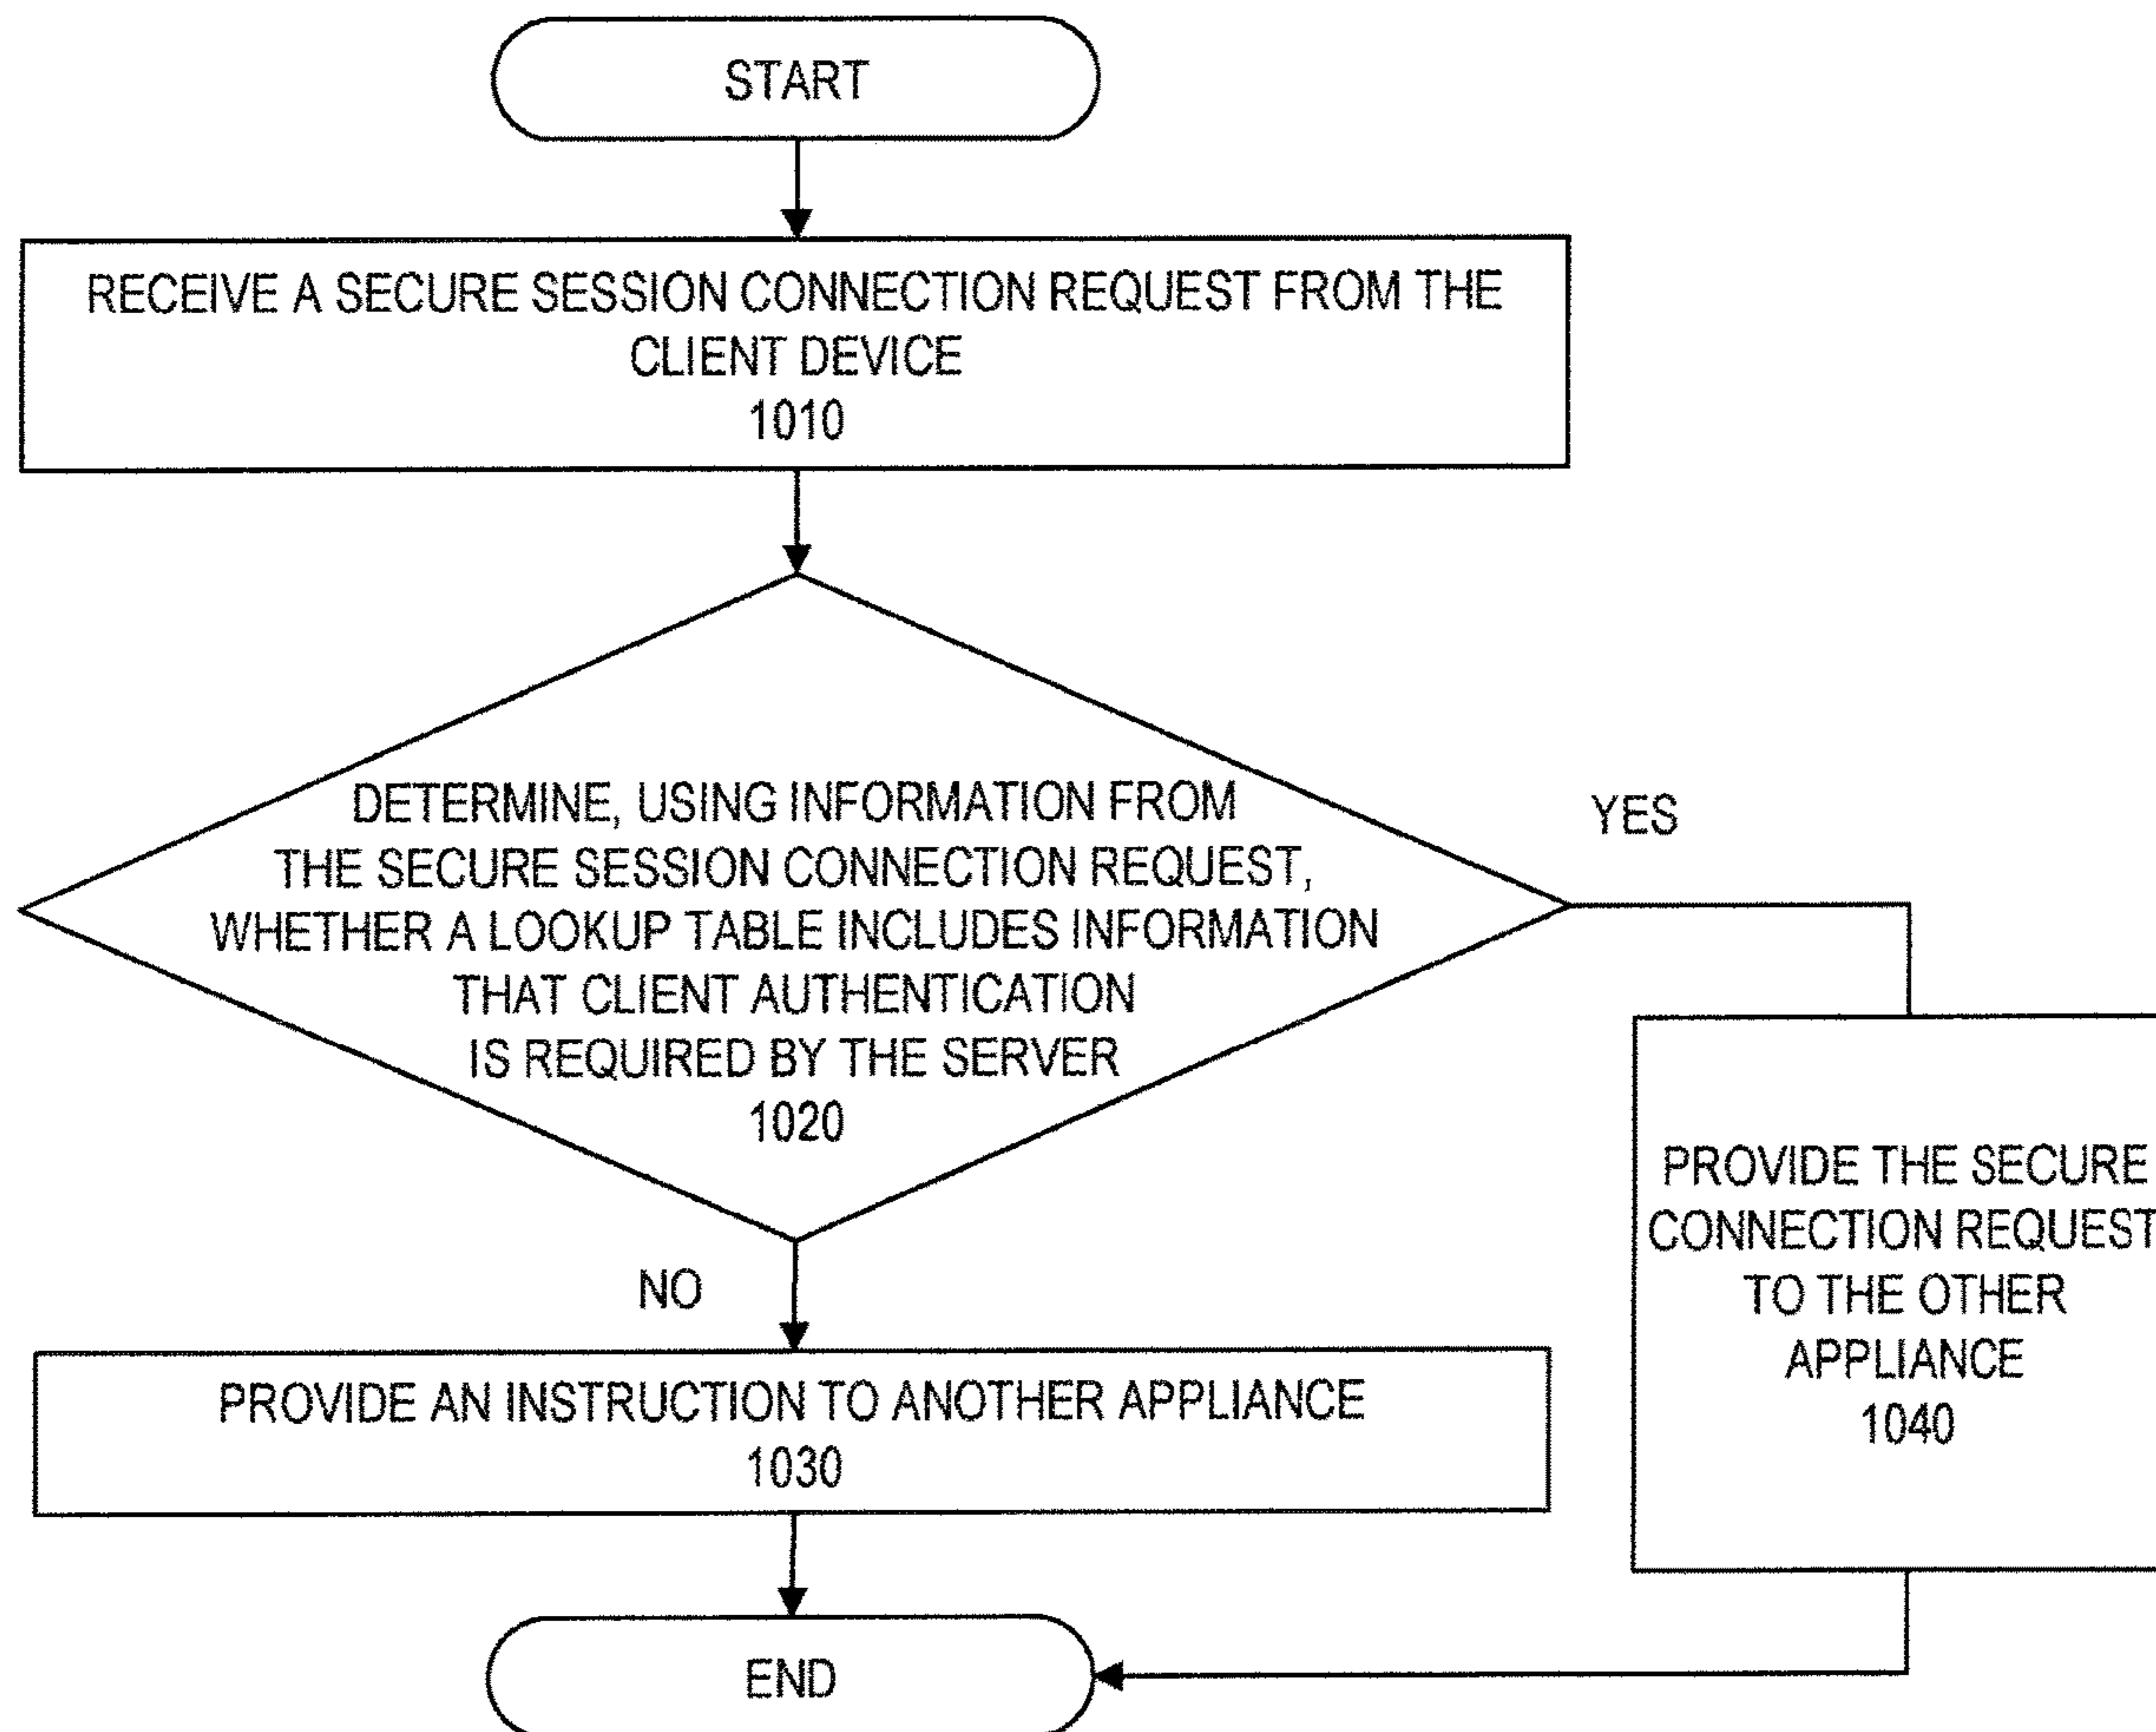 START
RECEIVE A SECURE SESSION CONNECTION REQUEST FROM THE
CLIENT DEVICE
1010
DETERMINE, USING INFORMATION FROM
THE SECURE SESSION CONNECTION REQUEST,
WHETHER A LOOKUP TABLE INCLUDES INFORMATION
THAT CLIENT AUTHENTICATION
IS REQUIRED BY THE SERVER
1020
YES
NO
PROVIDE THE SECURE
CONNECTION REQUEST
TO THE OTHER
APPLIANCE
1040
PROVIDE AN INSTRUCTION TO ANOTHER APPLIANCE
1030
END